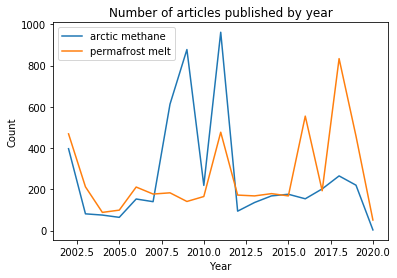 Number of articles published by year
1000
800
600
400
200
0
Count
arctic methane
permafrost melt
2002.5 2005.0 2007.5 2010.0 2012.5 2015.0 2017.5 2020.0
Year